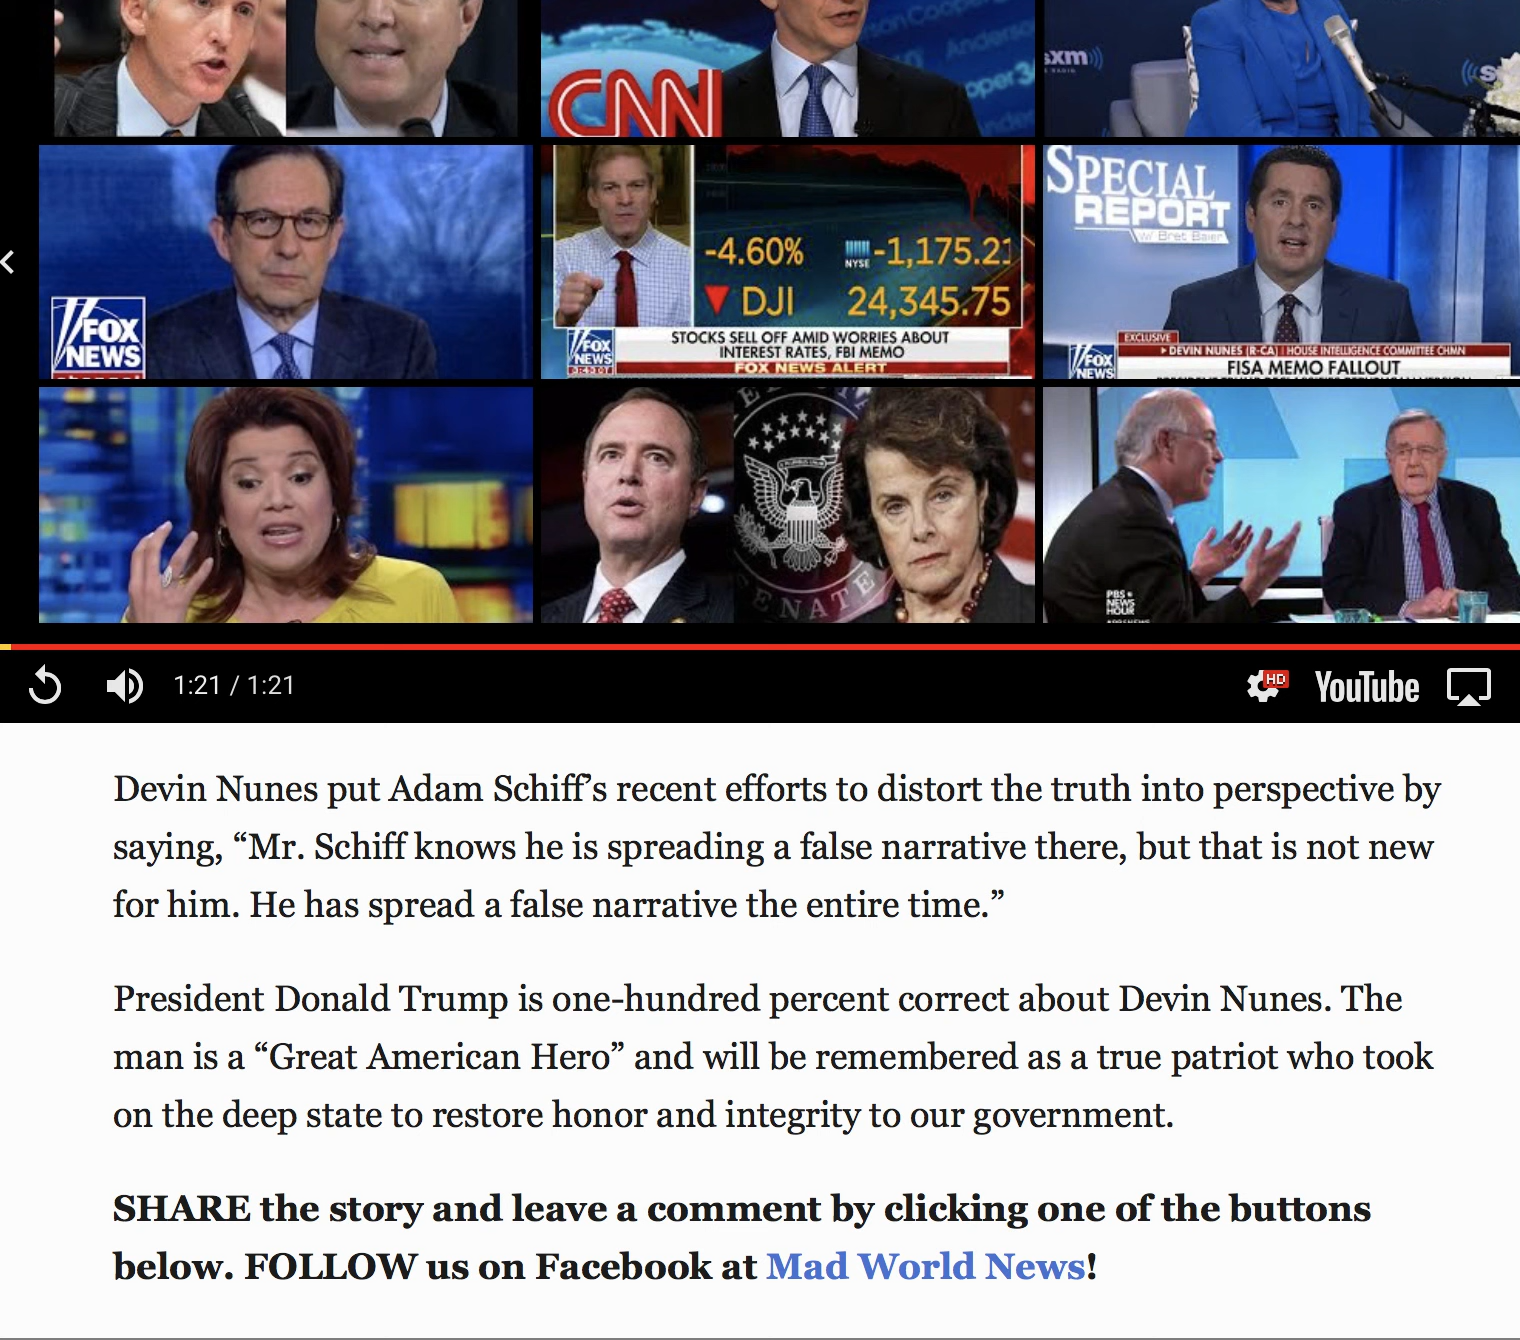 CNN
sxm
RADIO
FOX
NEWS
channel
-4.60%
NYSE
-1,175.21
DJI
24,345.75
STOCKS SELL OFF AMID WORRIES ABOUT
INTEREST RATES, FBI MEMO
FOX NEWS ALERT
FOX
NEWS
SPECIAL
REPORT
w/ Bret Baier
EXCLUSIVE
DEVIN NUNES (R-CA) | HOUSE INTELLIGENCE COMMITTEE CHMN
FOX
NEWS
FISA MEMO FALLOUT
ENATE
PBS
NEWS
HOUR
1:21 / 1:21
HD
YouTube
Devin Nunes put Adam Schiff’s recent efforts to distort the truth into perspective by
saying, “Mr. Schiff knows he is spreading a false narrative there, but that is not new
for him. He has spread a false narrative the entire time.”
President Donald Trump is one-hundred percent correct about Devin Nunes. The
man is a “Great American Hero” and will be remembered as a true patriot who took
on the deep state to restore honor and integrity to our government.
SHARE the story and leave a comment by clicking one of the buttons
below. FOLLOW us on Facebook at Mad World News!